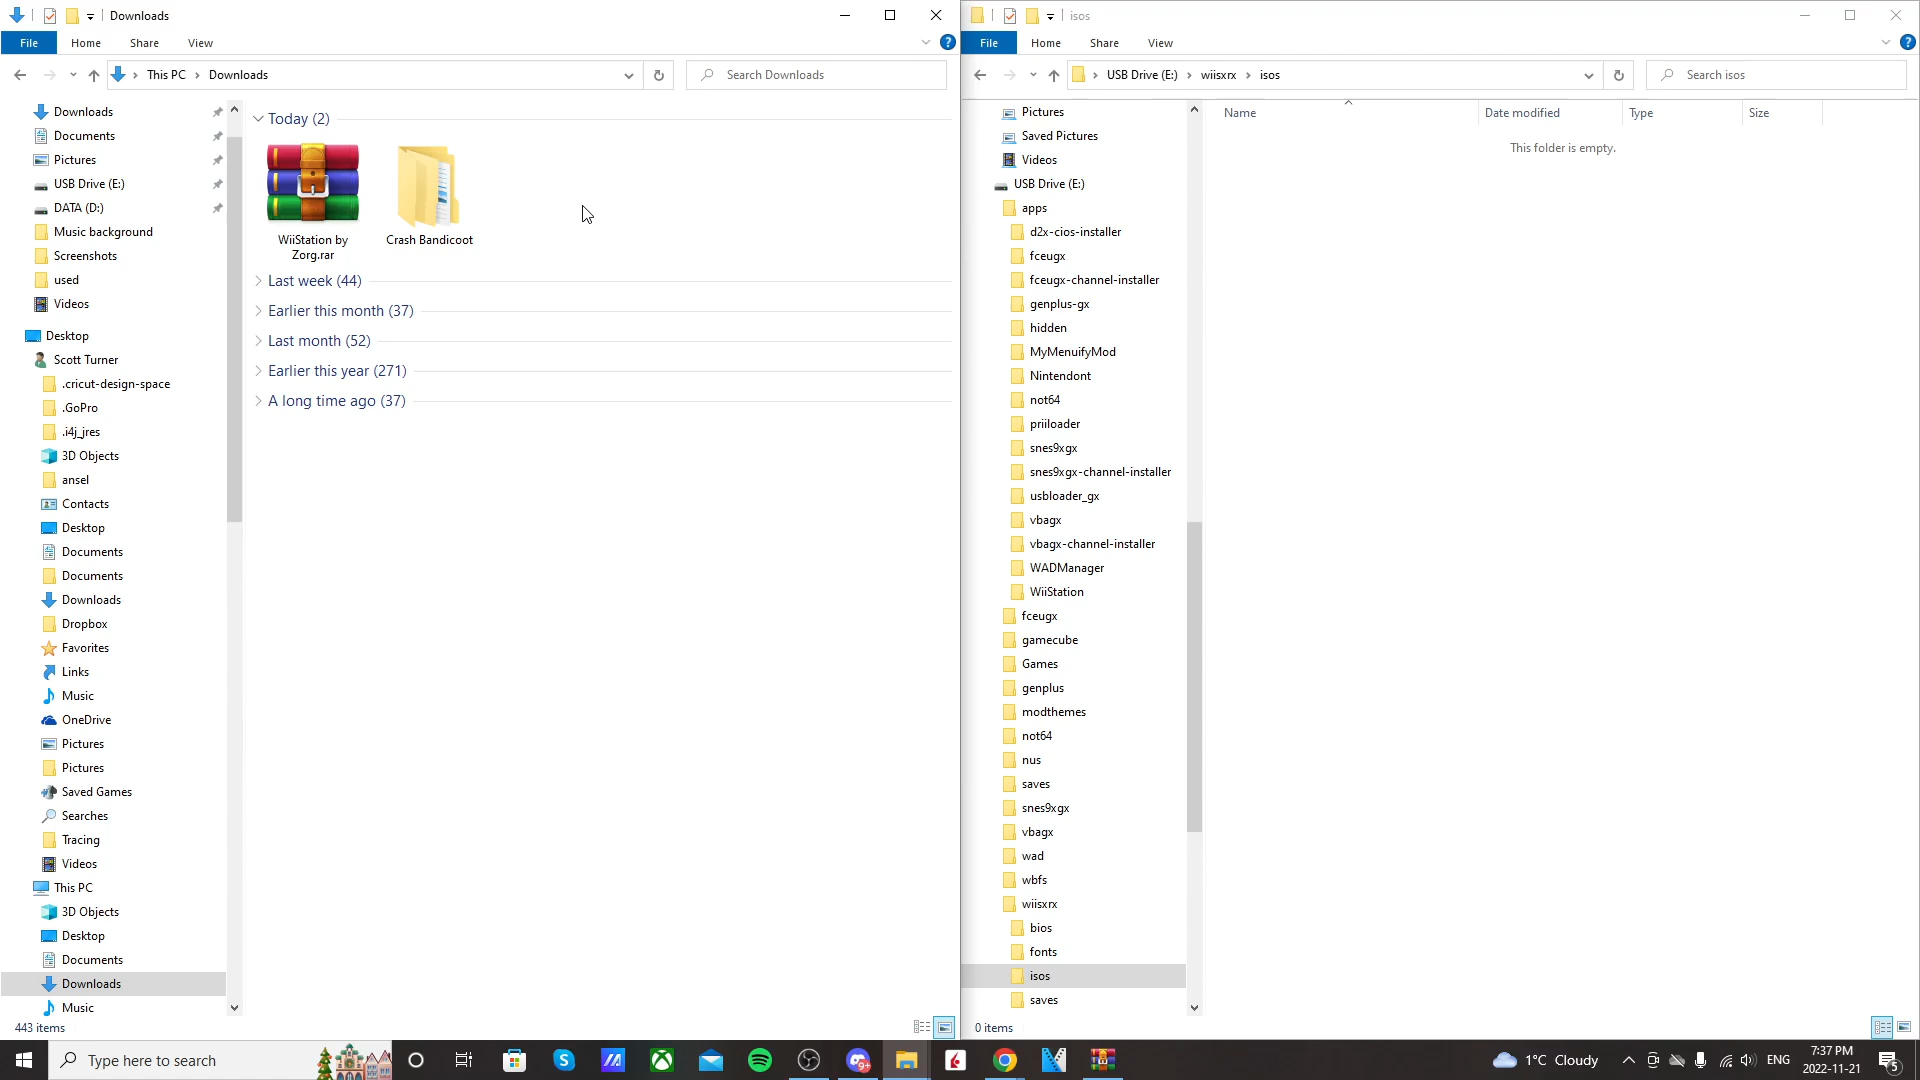 Downloads
File
Home
Share
View
This PC
Downloads
Search Downloads
Downloads
Documents
Pictures
USB Drive (E:)
DATA (D:)
Music background
Screenshots
used
Videos
Desktop
Scott Turner
.cricut-design-space
.GoPro
.i4j_jres
3D Objects
ansel
Contacts
Desktop
Documents
Documents
Downloads
Dropbox
Favorites
Links
Music
OneDrive
Pictures
Pictures
Saved Games
Searches
Tracing
Videos
This PC
3D Objects
Desktop
Documents
Downloads
Music
443 items
Today (2)
WiiStation by
Zorg.rar
Crash Bandicoot
Last week (44)
Earlier this month (37)
Last month (52)
Earlier this year (271)
A long time ago (37)
isos
File
Home
Share
View
USB Drive (E:)
wiisxrx
isos
Search isos
Pictures
Saved Pictures
Videos
USB Drive (E:)
apps
d2x-cios-installer
fceugx
fceugx-channel-installer
genplus-gx
hidden
MyMenuifyMod
Nintendont
not64
priiloader
snes9xgx
snes9xgx-channel-installer
usbloader_gx
vbagx
vbagx-channel-installer
WADManager
WiiStation
fceugx
gamecube
Games
genplus
modthemes
not64
nus
saves
snes9xgx
vbagx
wad
wbfs
wiisxrx
bios
fonts
isos
saves
0 items
Name
Date modified
Type
Size
This folder is empty.
Type here to search
9+
1°C Cloudy
ENG
7:37 PM
2022-11-21
5